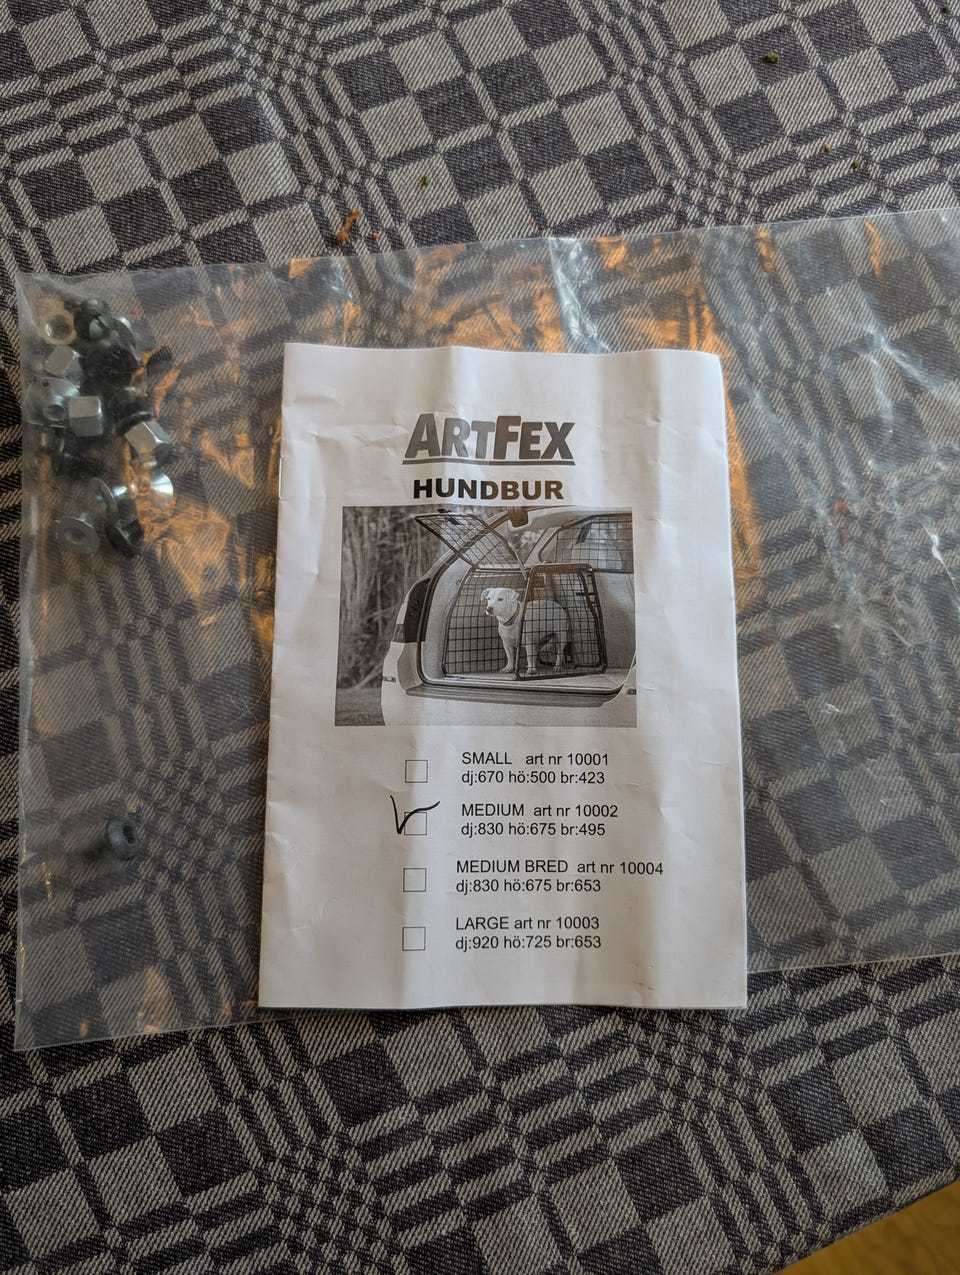 ARTFEX
HUNDBUR
SMALL art nr 10001
dj:670 hö:500 br:423
MEDIUM art nr 10002
dj:830 hö:675 br:495
MEDIUM BRED art nr 10004
dj:830 hö:675 br:653
LARGE art nr 10003
dj:920 hö:725 br:653